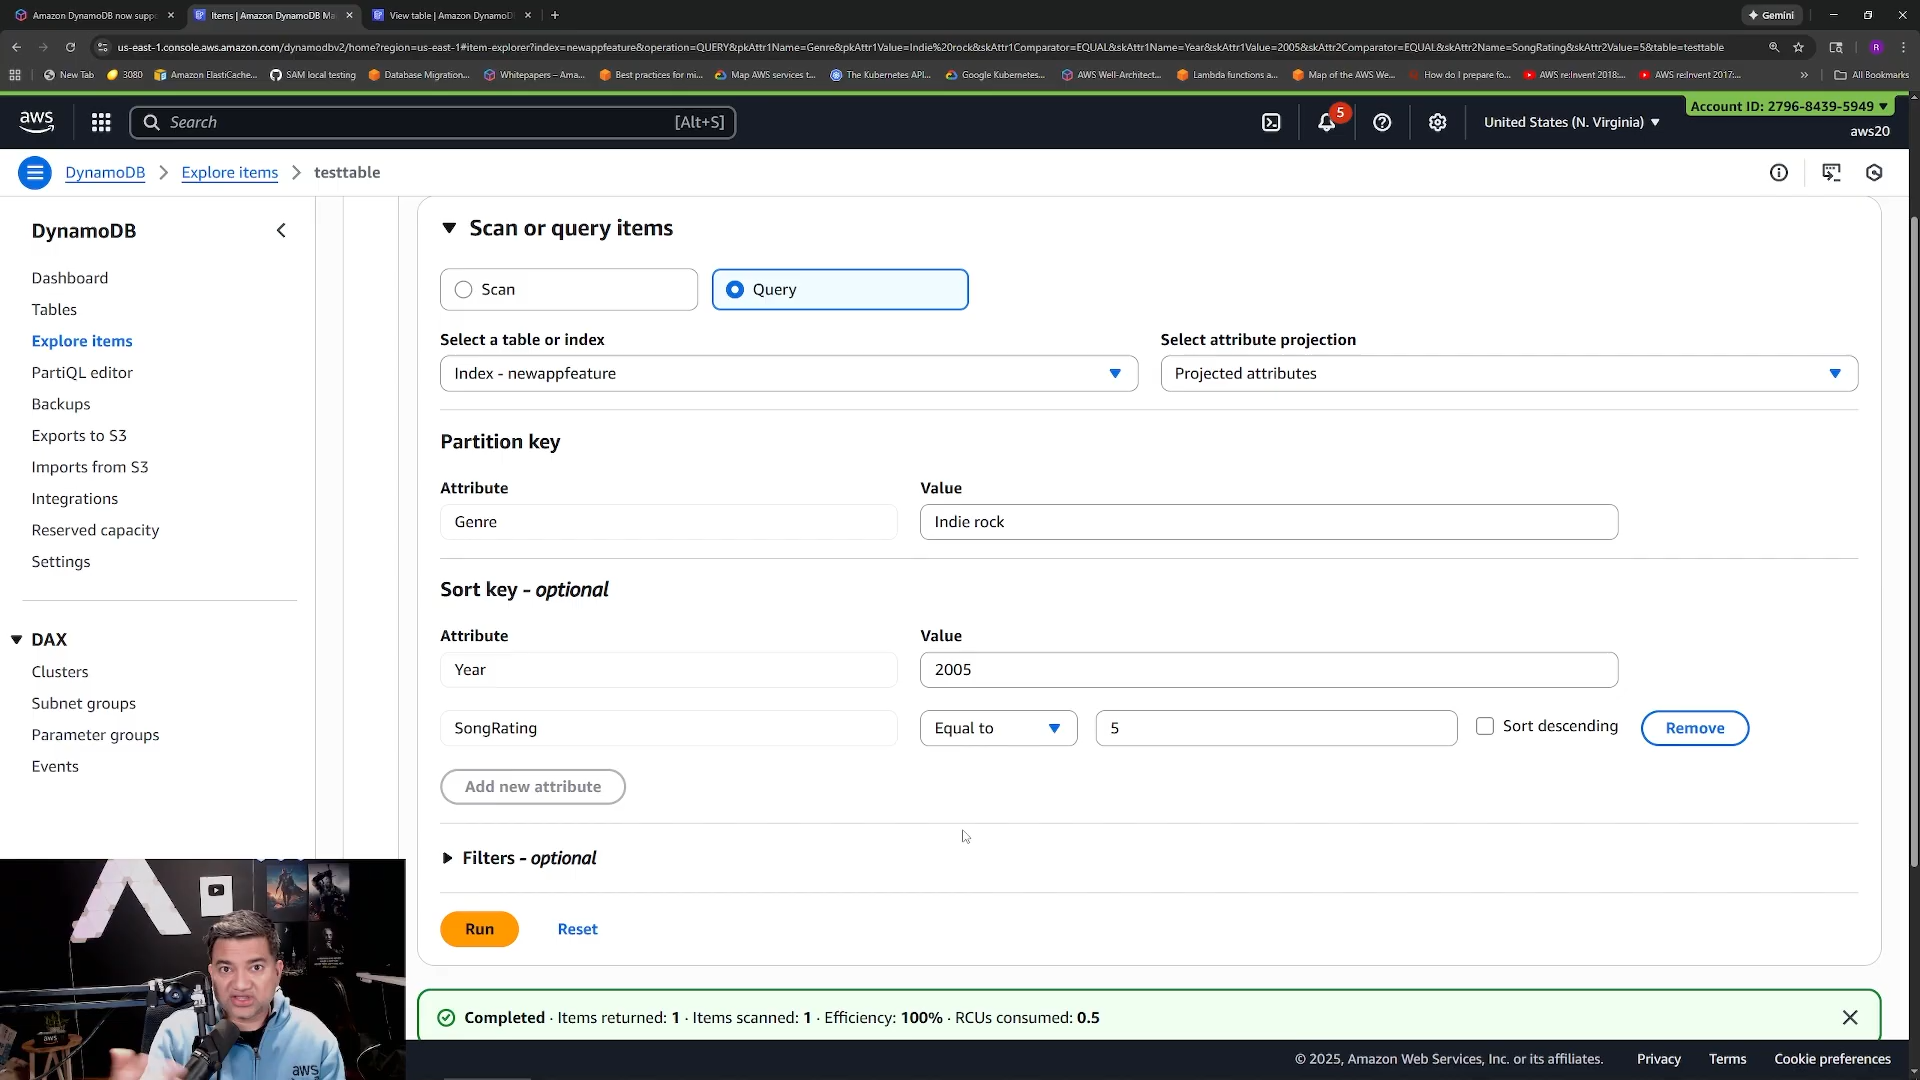 Amazon DynamoDB now supp
Items | Amazon DynamoDB Ma
View table | Amazon DynamoD
Gemini
us-east-1.console.aws.amazon.com/dynamodbv2/home?region=us-east-1#item-explorer?index=newappfeature&operation=QUERY&pkAttr1Name=Genre&pkAttr1Value=Indie%20rock&skAttr1Comparator=EQUAL&skAttr1Name=Year&skAttr1Value=2005&skAttr2Comparator=EQUAL&skAttr2Name=SongRating&skAttr2Value=5&table=testtable
R
New Tab
3080
Amazon ElastiCache...
SAM local testing
Database Migration...
Whitepapers – Ama...
Best practices for mi...
Map AWS services t...
The Kubernetes API...
Google Kubernetes...
AWS Well-Architect...
Lambda functions a...
Map of the AWS We...
How do I prepare fo...
AWS re:Invent 2018:...
AWS re:Invent 2017:...
»
All Bookmarks
aws
Search
[Alt+S]
5
United States (N. Virginia)
Account ID: 2796-8439-5949
aws20
DynamoDB
Explore items
testtable
DynamoDB
Dashboard
Tables
Explore items
PartiQL editor
Backups
Exports to S3
Imports from S3
Integrations
Reserved capacity
Settings
DAX
Clusters
Subnet groups
Parameter groups
Events
Scan or query items
Scan
Query
Select a table or index
Index - newappfeature
Select attribute projection
Projected attributes
Partition key
Attribute
Value
Genre
Indie rock
Sort key - optional
Attribute
Value
Year
2005
SongRating
Equal to
5
Sort descending
Remove
Add new attribute
Filters - optional
Run
Reset
Completed · Items returned: 1 · Items scanned: 1 · Efficiency: 100% · RCUs consumed: 0.5
© 2025, Amazon Web Services, Inc. or its affiliates.
Privacy
Terms
Cookie preferences
aws
aws